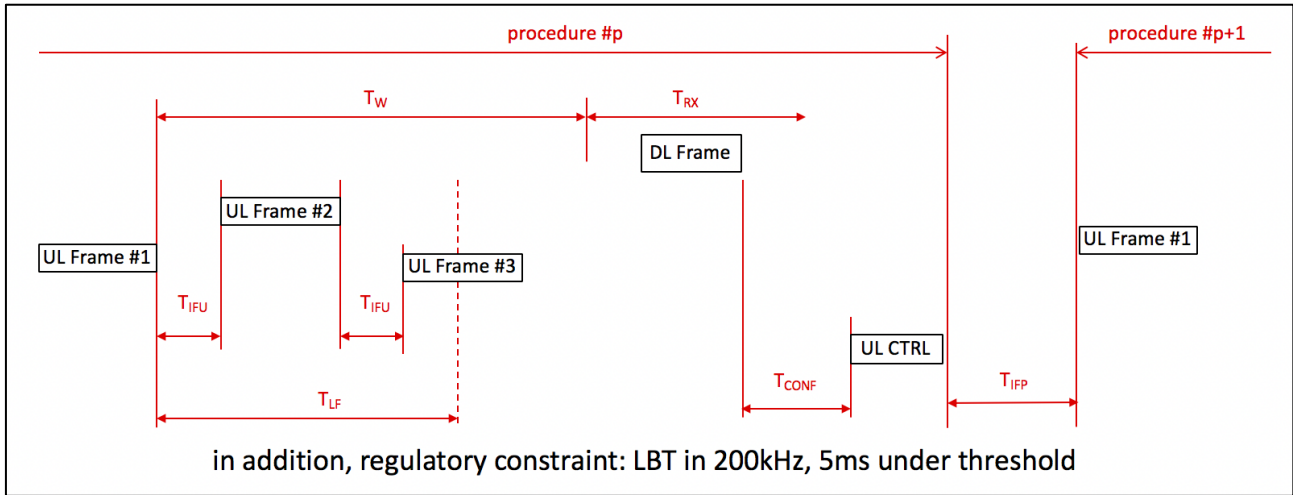 procedure #p
procedure #p+1
TW
TRX
DL Frame
UL Frame #2
UL Frame #1
UL Frame #3
UL Frame #1
TIFU
TIFU
UL CTRL
TCONF
TIFP
TLF
in addition, regulatory constraint: LBT in 200kHz, 5ms under threshold